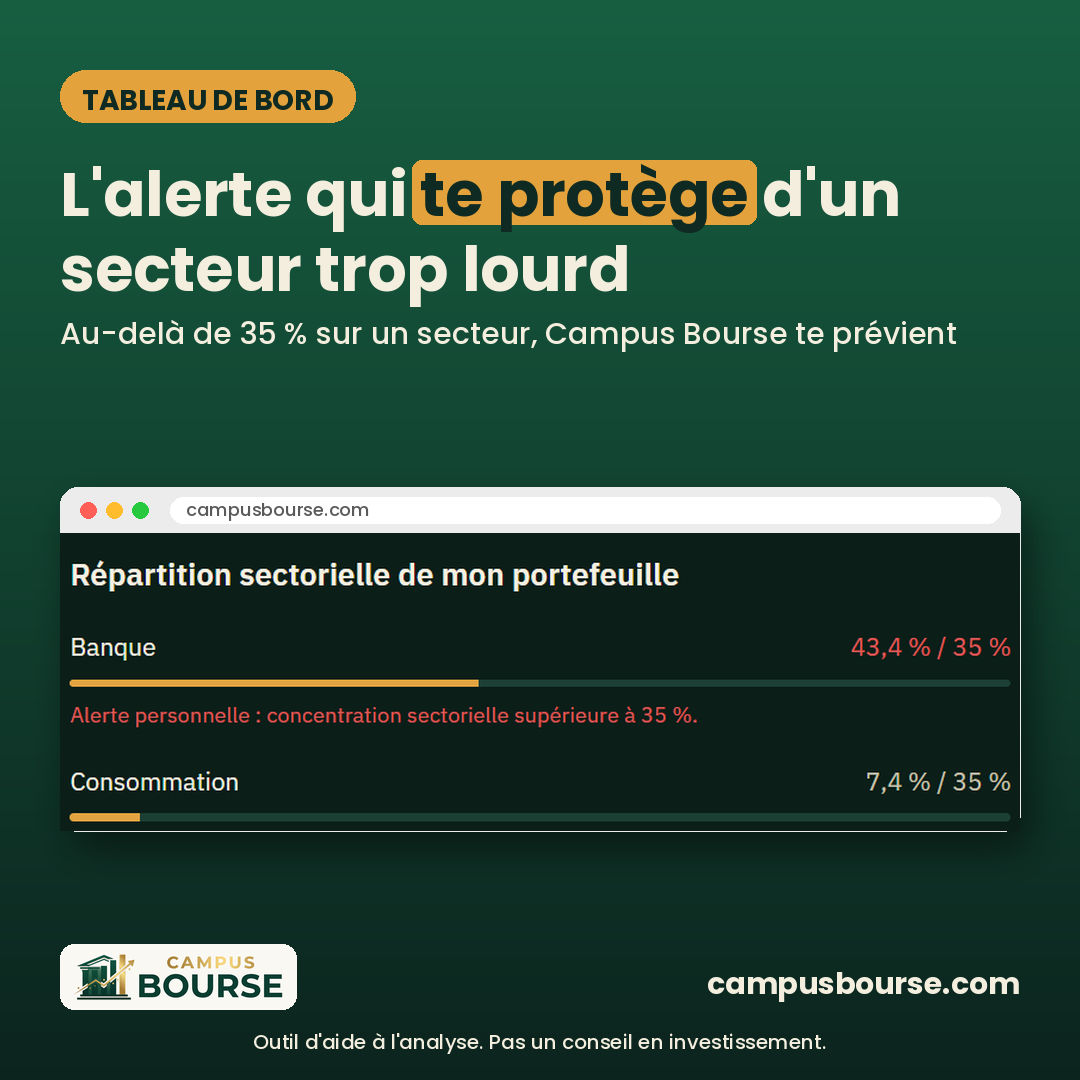 TABLEAU DE BORD
L'alerte qui te protège d'un
secteur trop lourd
Au-delà de 35 % sur un secteur, Campus Bourse te prévient
campusbourse.com
Répartition sectorielle de mon portefeuille
Banque 43,4 % / 35 %
Alerte personnelle : concentration sectorielle supérieure à 35 %.
Consommation 7,4 % / 35 %
CAMPUS
BOURSE
campusbourse.com
Outil d'aide à l'analyse. Pas un conseil en investissement.